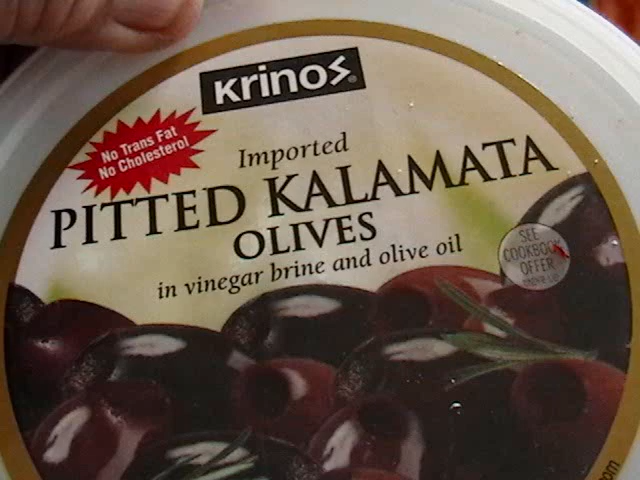 KRINOS®
No Trans Fat
No Cholesterol
Imported
PITTED KALAMATA
OLIVES
in vinegar brine and olive oil
SEE
COOKBOOK
OFFER